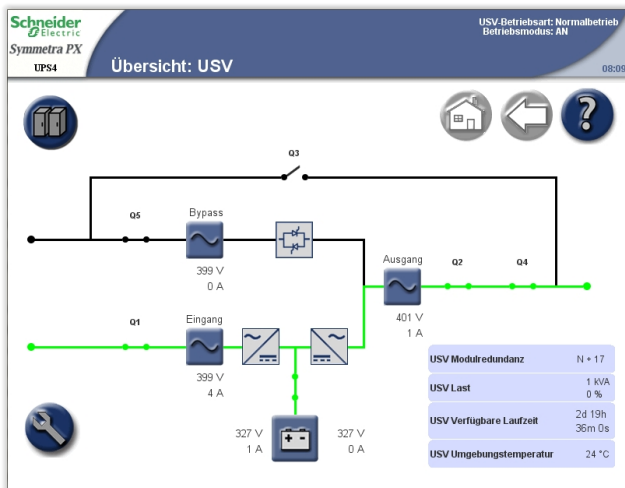 Schneider
Electric
Symmetra PX
UPS4
Übersicht: USV
USV-Betriebsart: Normalbetrieb
Betriebsmodus: AN
08:09
Q3
Q5
Bypass
399 V
0 A
Ausgang
Q2
Q4
401 V
1 A
Q1
Eingang
399 V
4 A
327 V
1 A
327 V
0 A
USV Modulredundanz N + 17
USV Last 1 kVA
0 %
USV Verfügbare Laufzeit 2d 19h
36m 0s
USV Umgebungstemperatur 24 °C